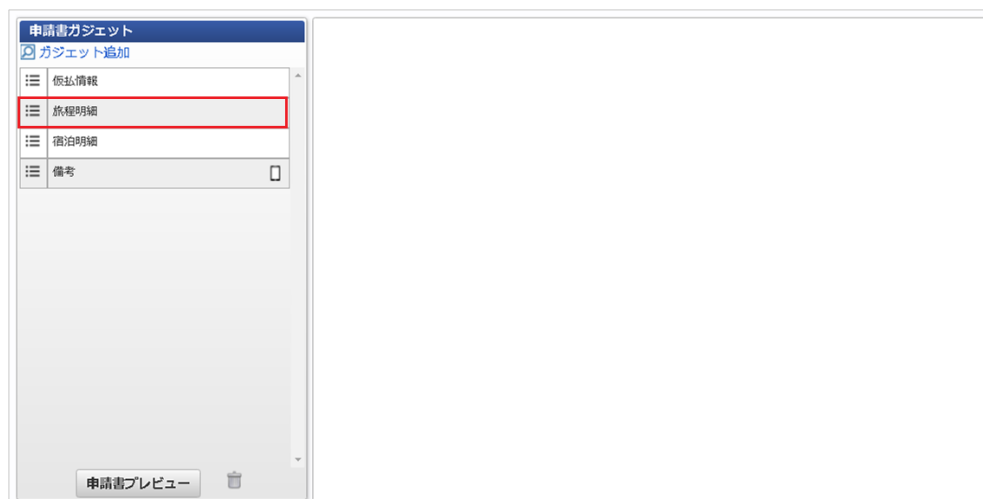 申請書ガジェット
ガジェット追加
仮払情報
旅程明細
宿泊明細
備考
申請書プレビュー